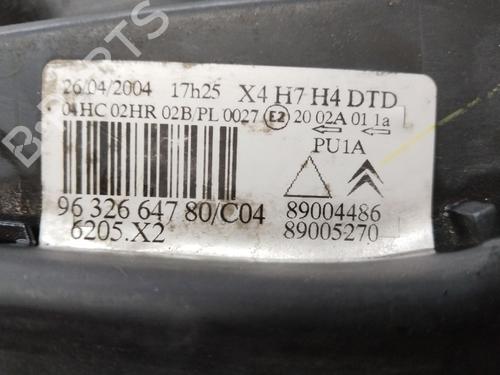 B-Parts
26/04/2004 17h25 X4 H7 H4 DTD
04HC 02HR 02B/PL 0027 E2 20 02A 01 1a
PU1A
96 326 647 80/C04 89004486
6205.X2 89005270